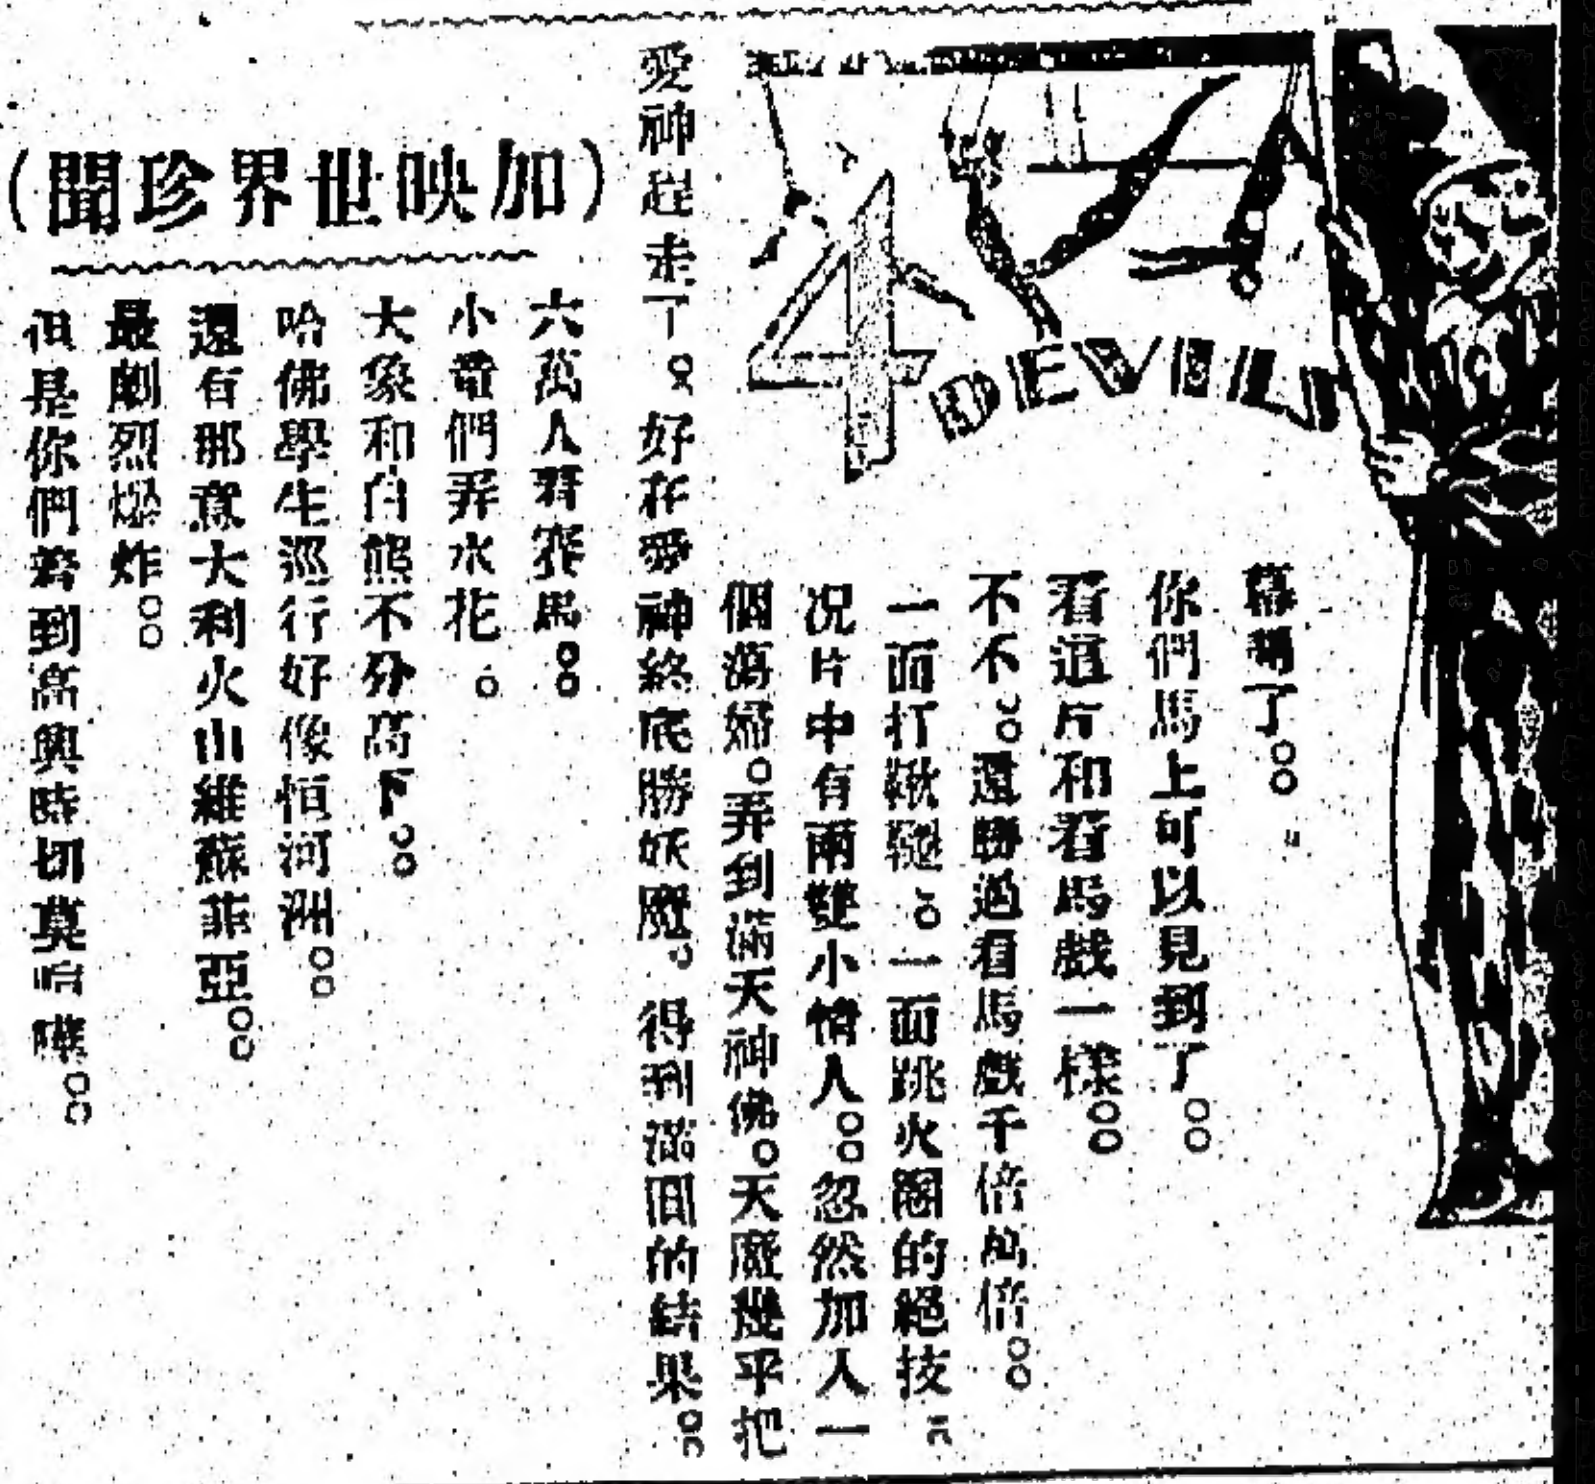 4 DEVILS
幕開了。。
你們馬上可以見到了。。
看這片和看馬戲一樣。。
不不。。還勝過看馬戲千倍萬倍。。
一面打鞦韆。。一面跳火圈的絕技。。
況片中有兩雙小情人。。忽然加入一
個蕩婦。弄到滿天神佛。天魔幾乎把
愛神趕走了。。好在愛神終底勝妖魔。。得到滿圓的結果。。
(加映世界珍聞)
六萬人看賽馬。。
小童們弄水花。。
大象和白熊不分高下。。
哈佛學生巡行好像恒河洲。。
還有那意大利火山維蘇菲亞。。
最劇烈爆炸。。
但是你們看到高興時切莫嘩。。